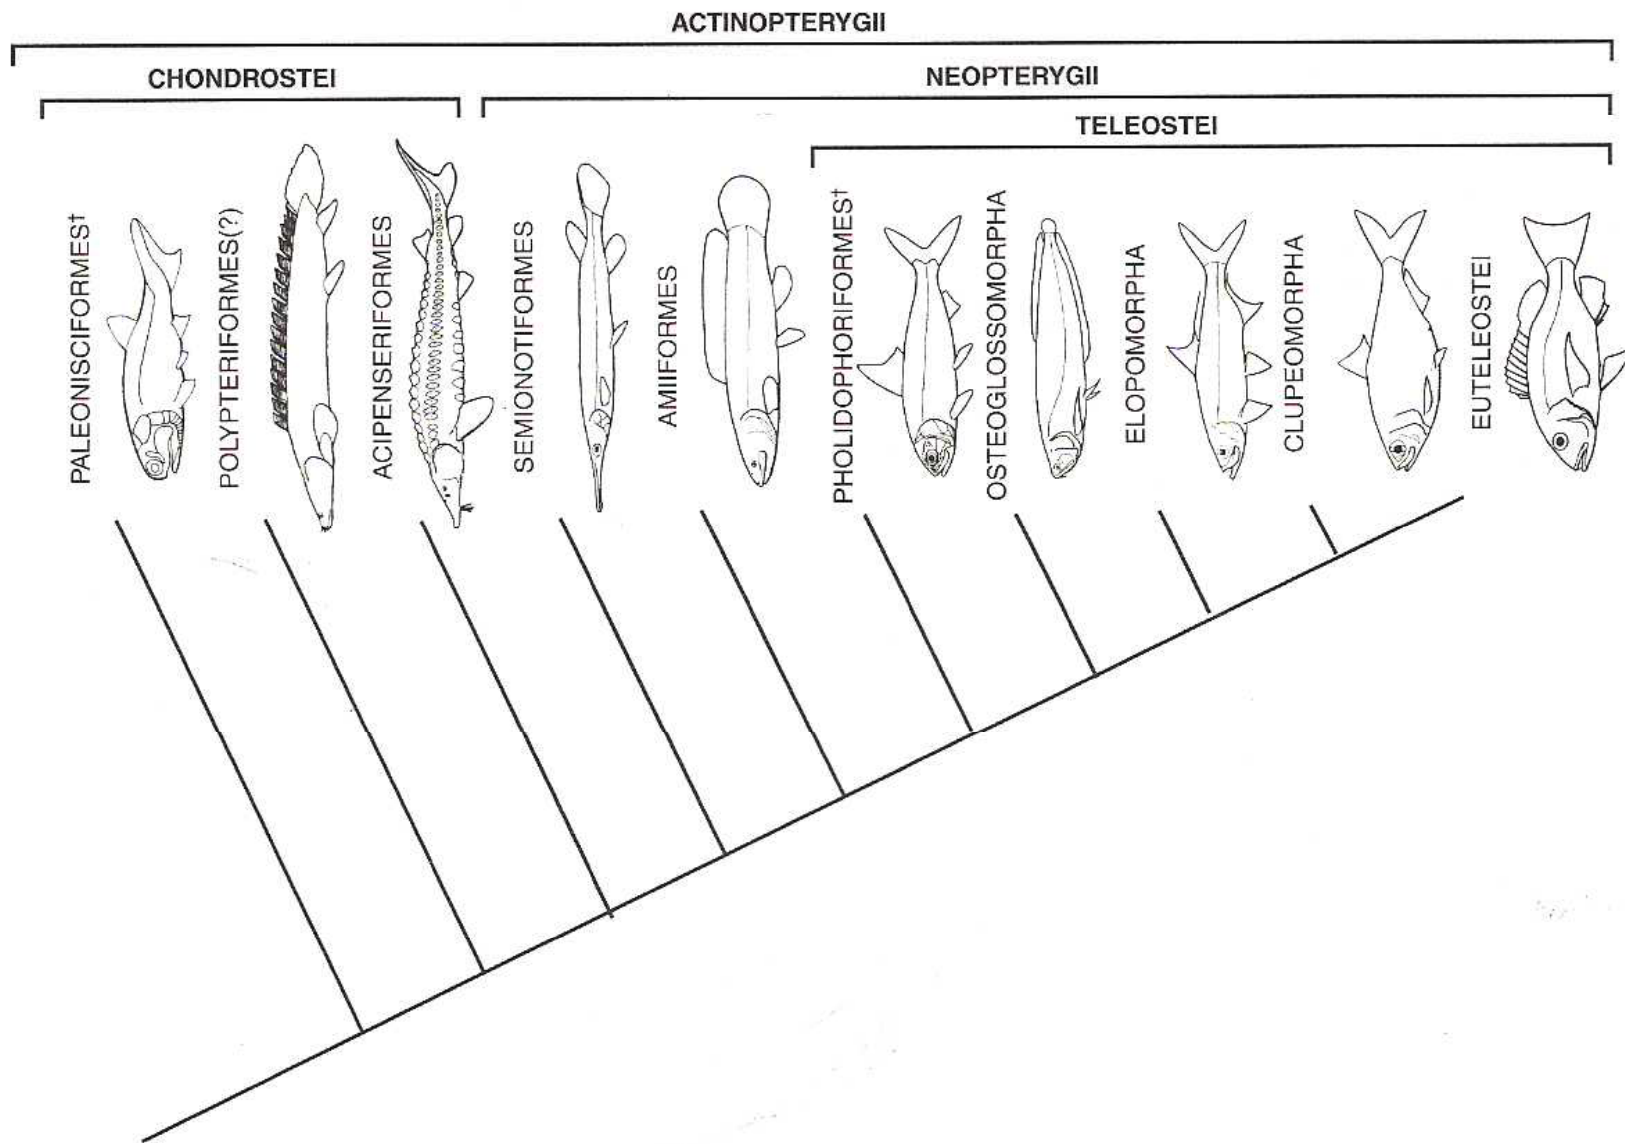 ACTINOPTERYGII
CHONDROSTEI
NEOPTERYGII
TELEOSTEI
PALEONISCIFORMES†
POLYPTERIFORMES(?)
ACIPENSERIFORMES
SEMIONOTIFORMES
AMIIFORMES
PHOLIDOPHORIFORMES†
OSTEOGLOSSOMORPHA
ELOPOMORPHA
CLUPEOMORPHA
EUTELEOSTEI